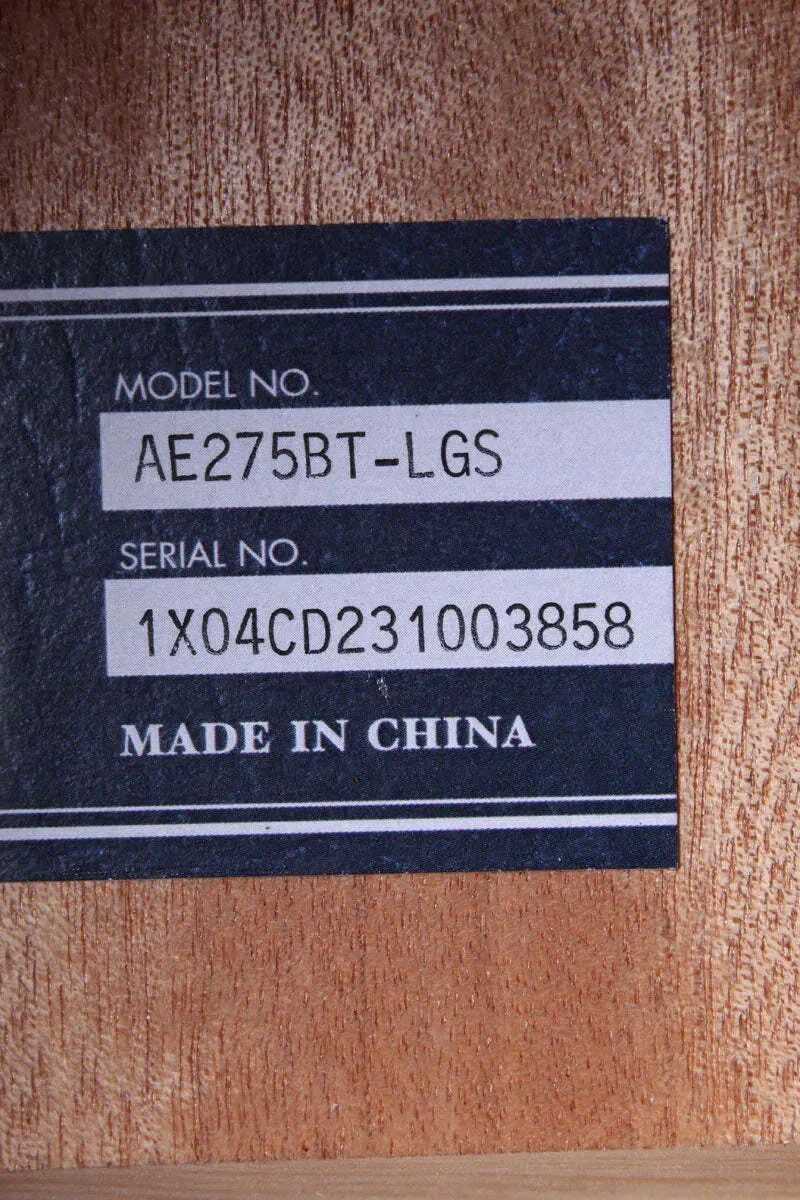 MODEL NO.
AE275BT-LGS
SERIAL NO.
1X04CD231003858
MADE IN CHINA